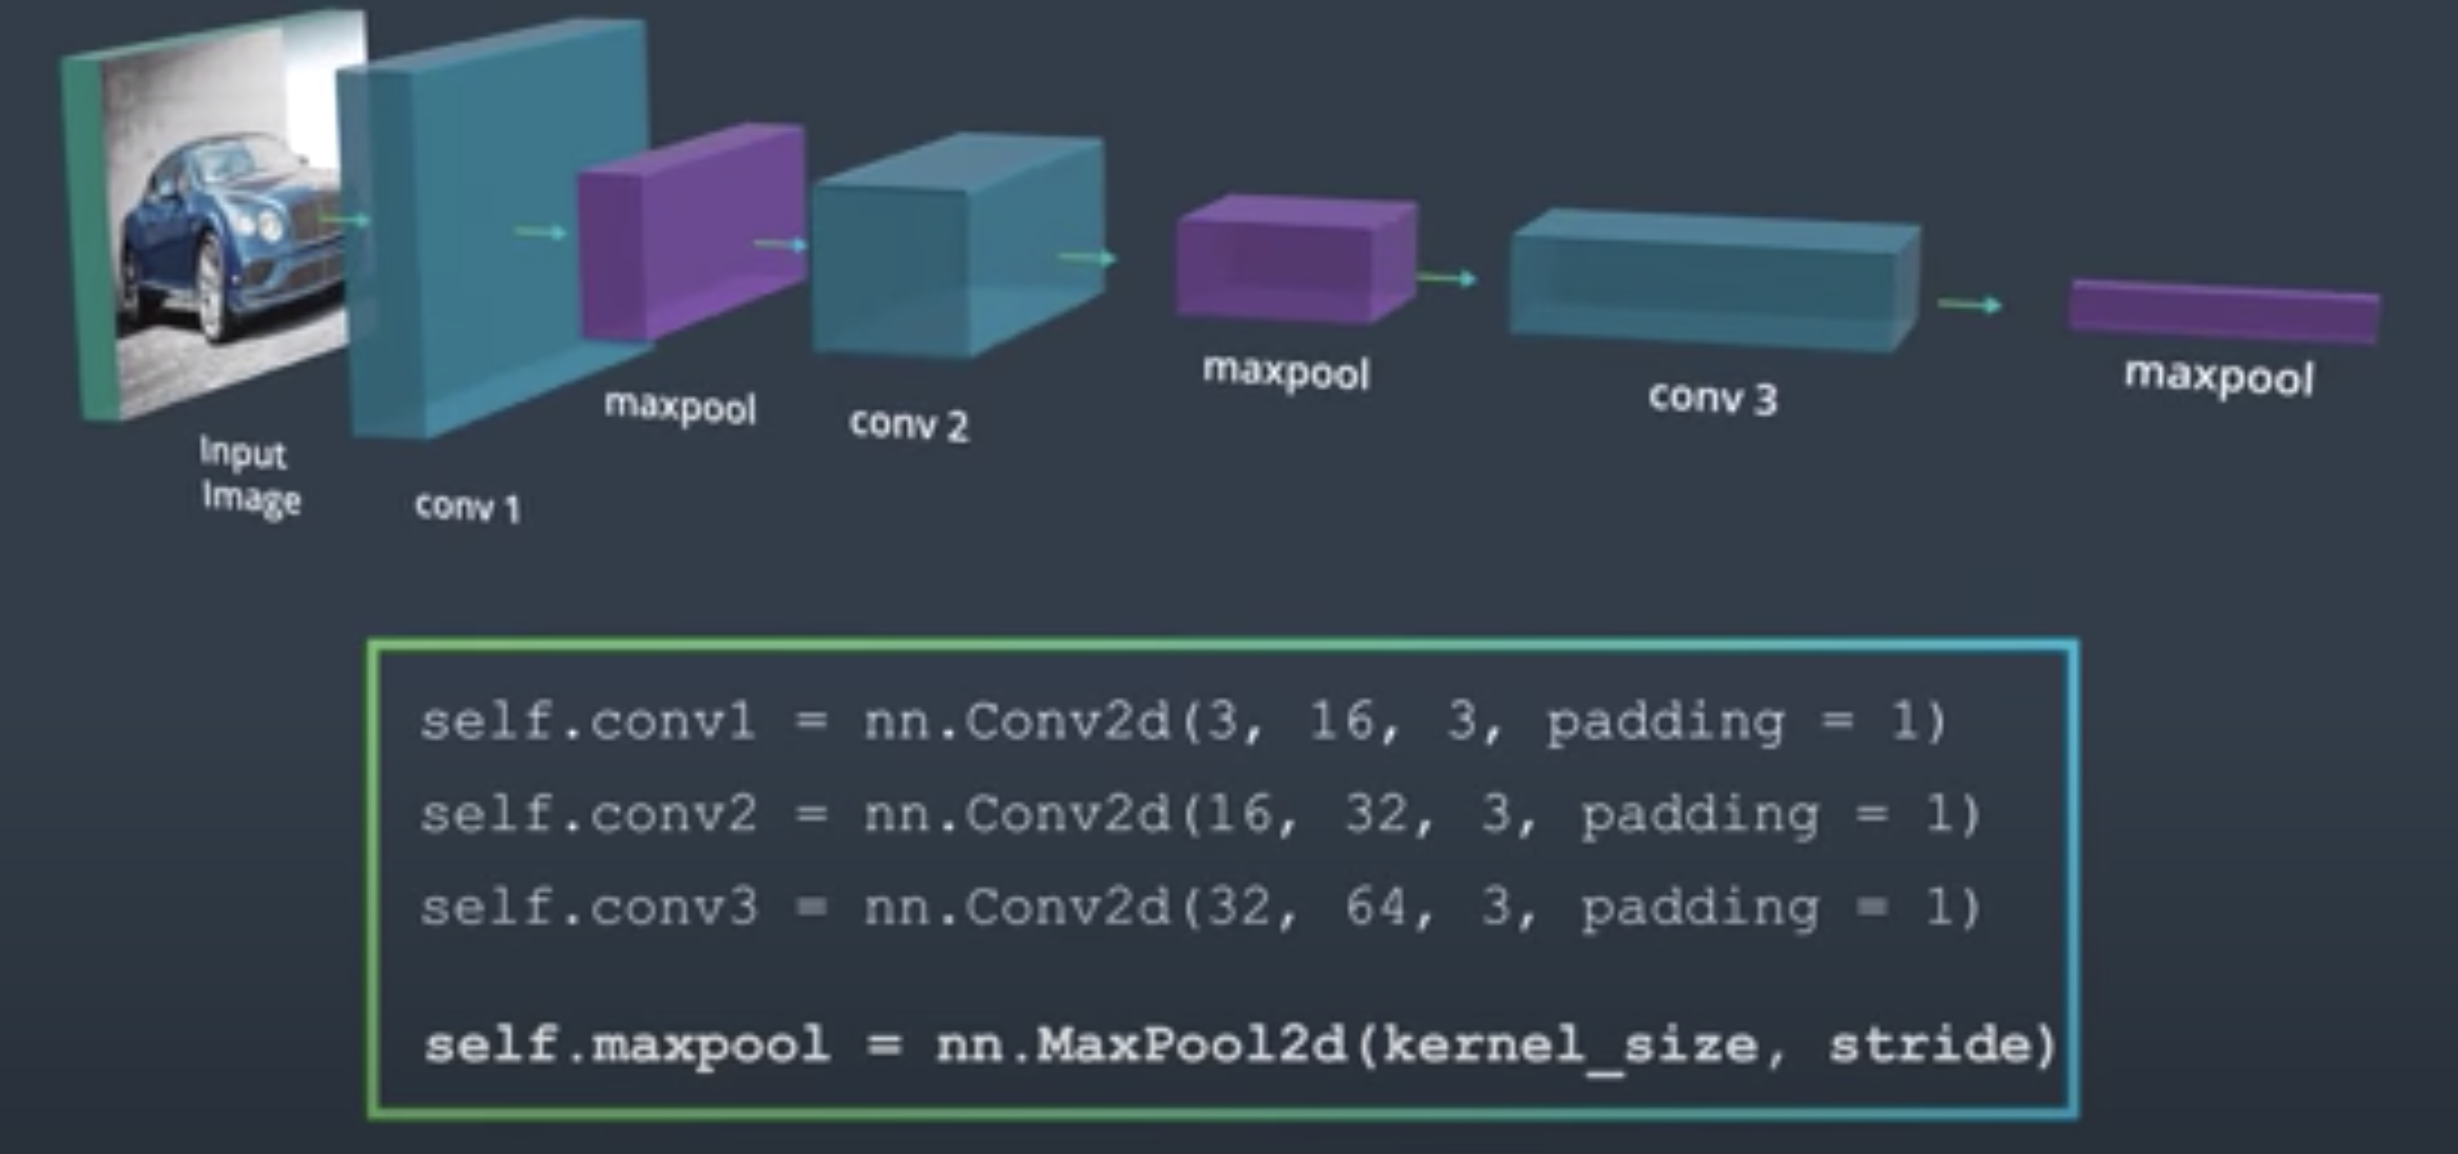 Input
Image
conv 1
maxpool
conv 2
maxpool
conv 3
maxpool
self.conv1 = nn.Conv2d(3, 16, 3, padding = 1)
self.conv2 = nn.Conv2d(16, 32, 3, padding = 1)
self.conv3 = nn.Conv2d(32, 64, 3, padding = 1)
self.maxpool = nn.MaxPool2d(kernel_size, stride)